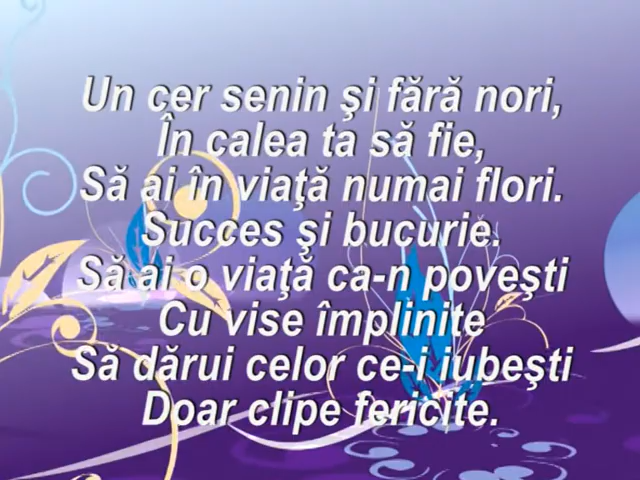 Un cer senin şi fără nori,
În calea ta să fie,
Să ai în viaţă numai flori.
Succes şi bucurie.
Să ai o viaţă ca-n poveşti
Cu vise împlinite
Să dărui celor ce-i iubeşti
Doar clipe fericite.